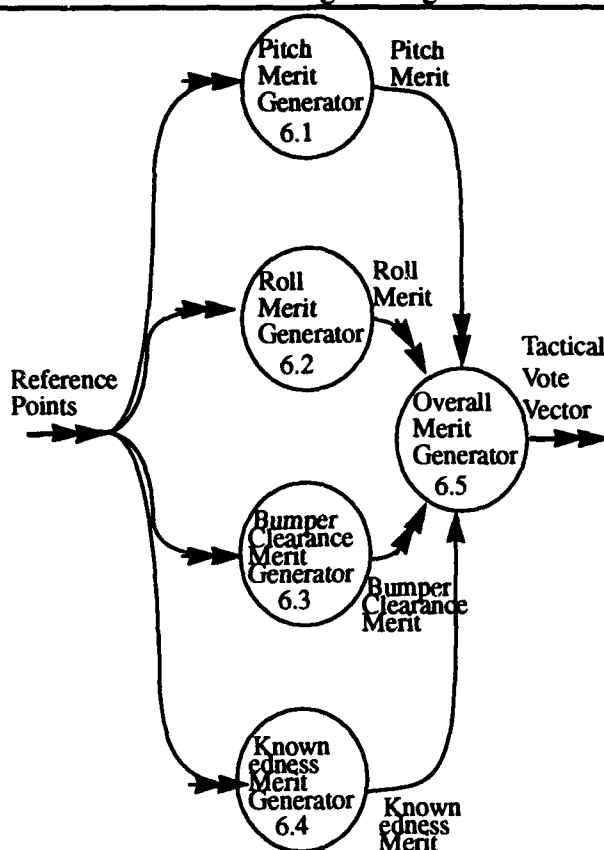 Pitch
Merit
Generator
6.1
Pitch
Merit
Roll
Merit
Generator
6.2
Roll
Merit
Reference
Points
Overall
Merit
Generator
6.5
Tactical
Vote
Vector
Bumper
Clearance
Merit
Generator
6.3
Bumper
Clearance
Merit
Known
edness
Merit
Generator
6.4
Known
edness
Merit